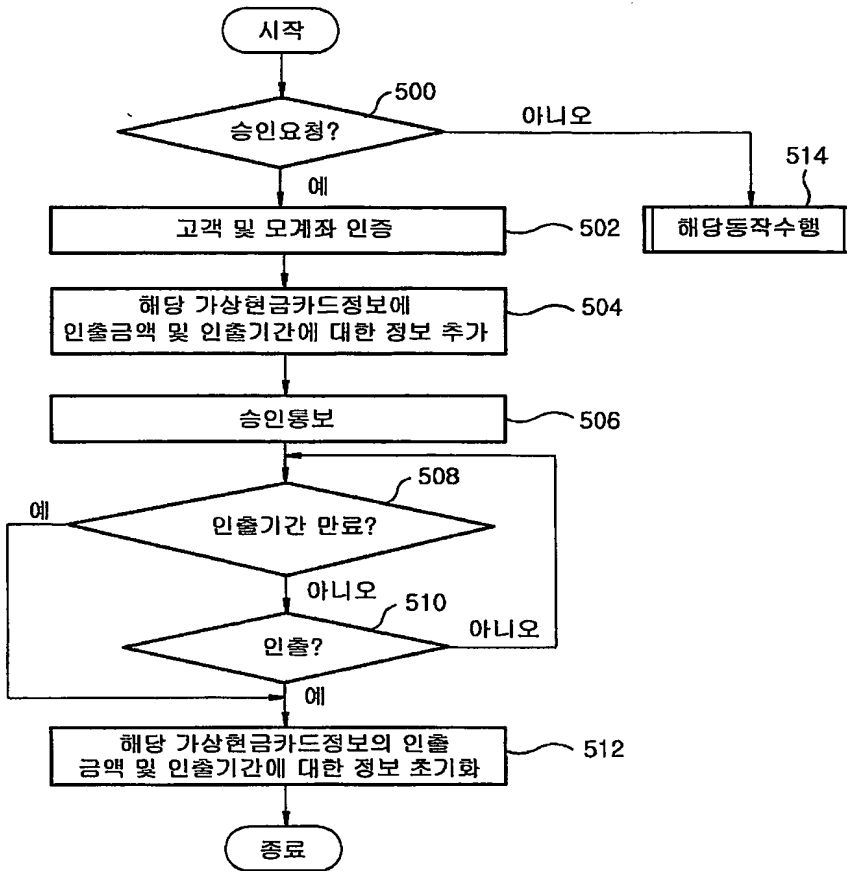 시작
500
승인요청?
아니오
예
514
해당동작수행
고객 및 모계좌 인증
502
해당 가상현금카드정보에
인출금액 및 인출기간에 대한 정보 추가
504
승인통보
506
508
예
인출기간 만료?
아니오
510
인출?
아니오
예
해당 가상현금카드정보의 인출
금액 및 인출기간에 대한 정보 초기화
512
종료